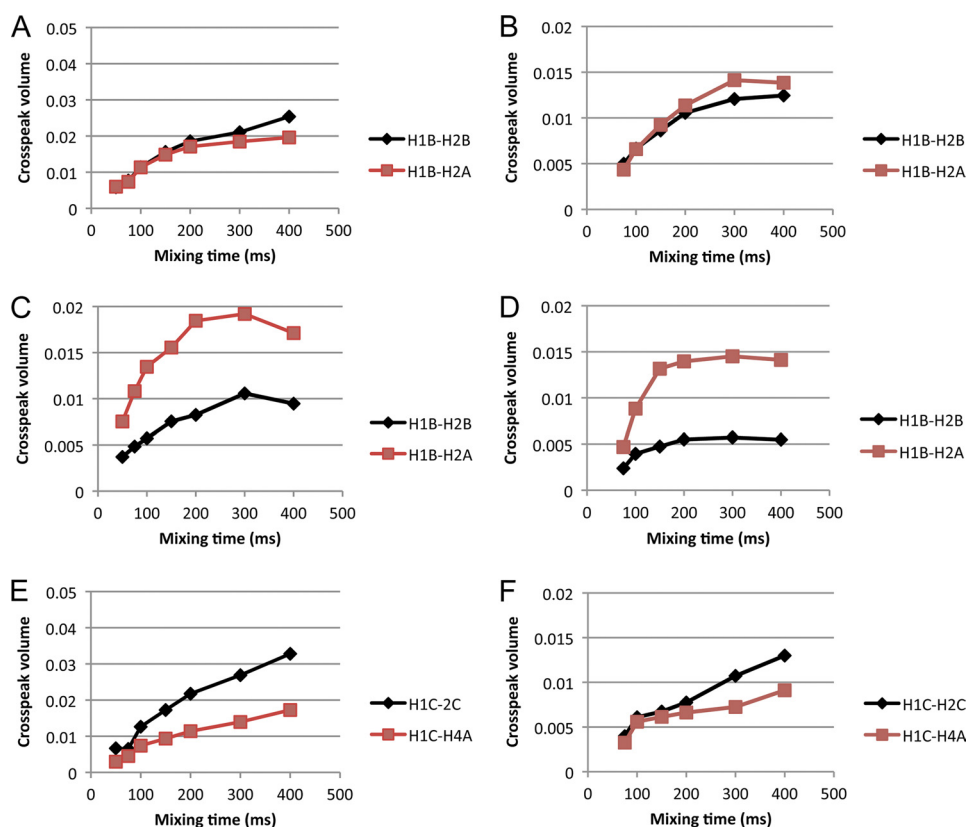 A
Crosspeak volume
0.05
0.04
0.03
0.02
0.01
0
0 100 200 300 400 500
Mixing time (ms)
H1B-H2B
H1B-H2A
B
Crosspeak volume
0.02
0.015
0.01
0.005
0
0 100 200 300 400 500
Mixing time (ms)
H1B-H2B
H1B-H2A
C
Crosspeak volume
0.02
0.015
0.01
0.005
0
0 100 200 300 400 500
Mixing time (ms)
H1B-H2B
H1B-H2A
D
Crosspeak volume
0.02
0.015
0.01
0.005
0
0 100 200 300 400 500
Mixing time (ms)
H1B-H2B
H1B-H2A
E
Crosspeak volume
0.05
0.04
0.03
0.02
0.01
0
0 100 200 300 400 500
Mixing time (ms)
H1C-2C
H1C-H4A
F
Crosspeak volume
0.02
0.015
0.01
0.005
0
0 100 200 300 400 500
Mixing time (ms)
H1C-H2C
H1C-H4A